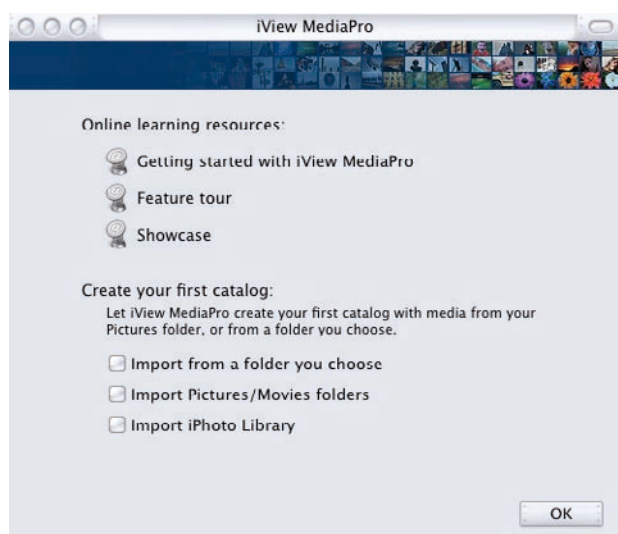 iView MediaPro
Online learning resources:
Getting started with iView MediaPro
Feature tour
Showcase
Create your first catalog:
Let iView MediaPro create your first catalog with media from your
Pictures folder, or from a folder you choose.
Import from a folder you choose
Import Pictures/Movies folders
Import iPhoto Library
OK